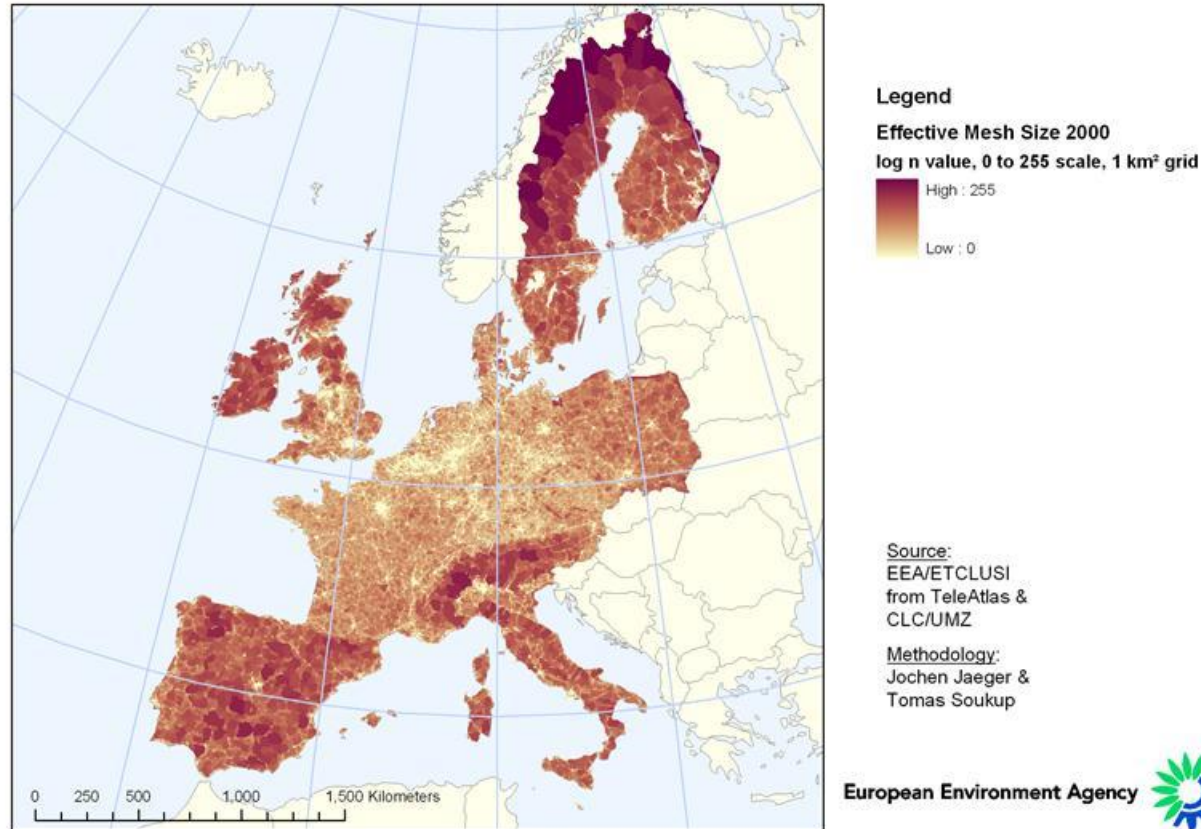 Legend
Effective Mesh Size 2000
log n value, 0 to 255 scale, 1 km² grid
High : 255
Low : 0
Source:
EEA/ETCLUSI
from TeleAtlas &
CLC/UMZ
Methodology:
Jochen Jaeger &
Tomas Soukup
0 250 500 1,000 1,500 Kilometers
European Environment Agency